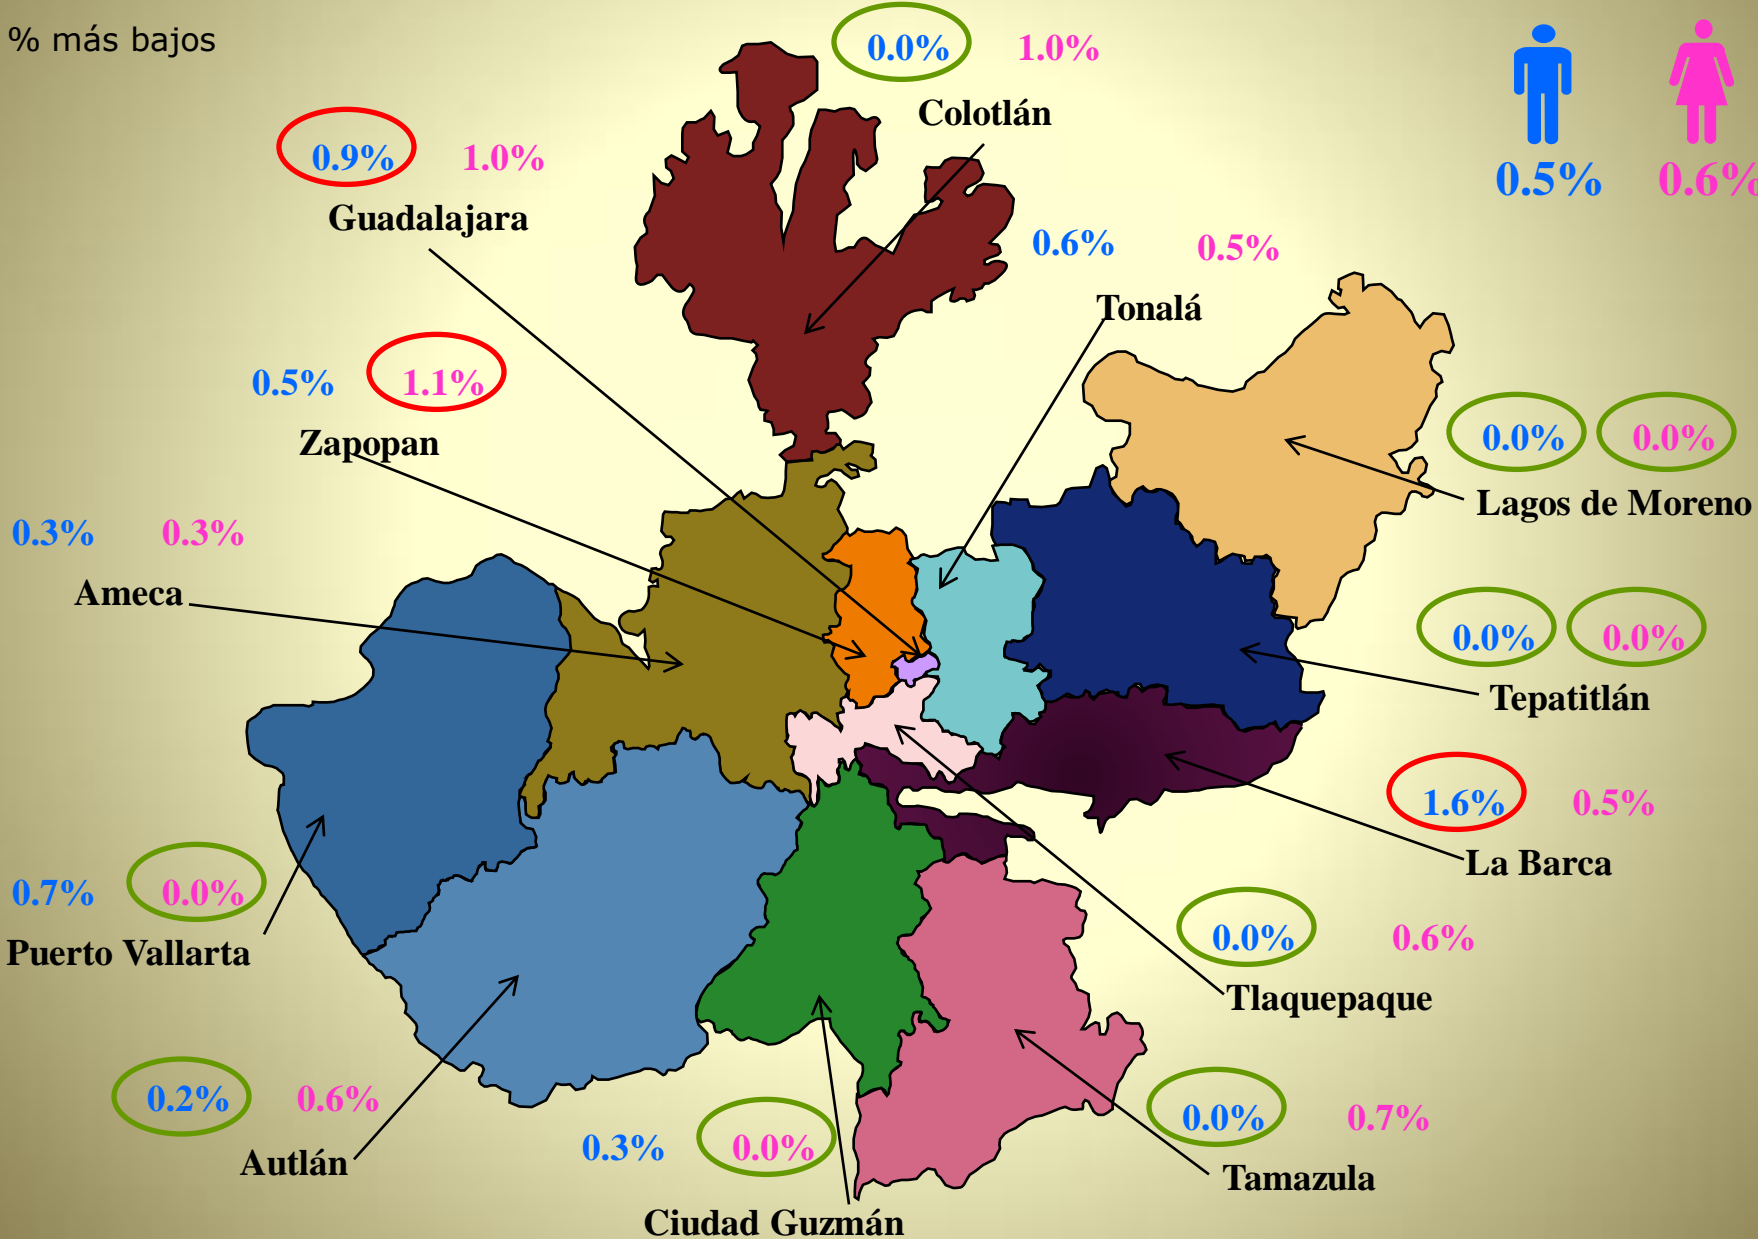 % más bajos
0.0% 1.0%
Colotlán
0.5% 0.6%
0.9% 1.0%
Guadalajara
0.6% 0.5%
Tonalá
0.5% 1.1%
Zapopan
0.0% 0.0%
Lagos de Moreno
0.3% 0.3%
Ameca
0.0% 0.0%
Tepatitlán
1.6% 0.5%
La Barca
0.7% 0.0%
Puerto Vallarta
0.0% 0.6%
Tlaquepaque
0.2% 0.6%
Autlán
0.3% 0.0%
Ciudad Guzmán
0.0% 0.7%
Tamazula